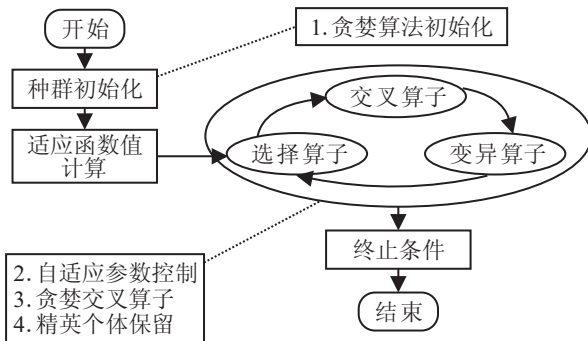 开始
1.贪婪算法初始化
种群初始化
适应函数值
计算
交叉算子
选择算子
变异算子
终止条件
结束
2.自适应参数控制
3.贪婪交叉算子
4.精英个体保留